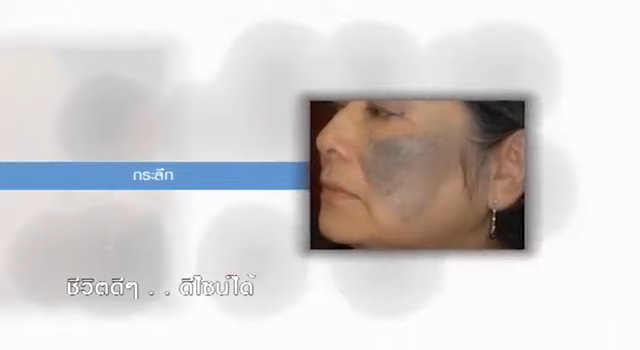 กระลึก
ชีวิตดีๆ . . ดีไซน์ได้